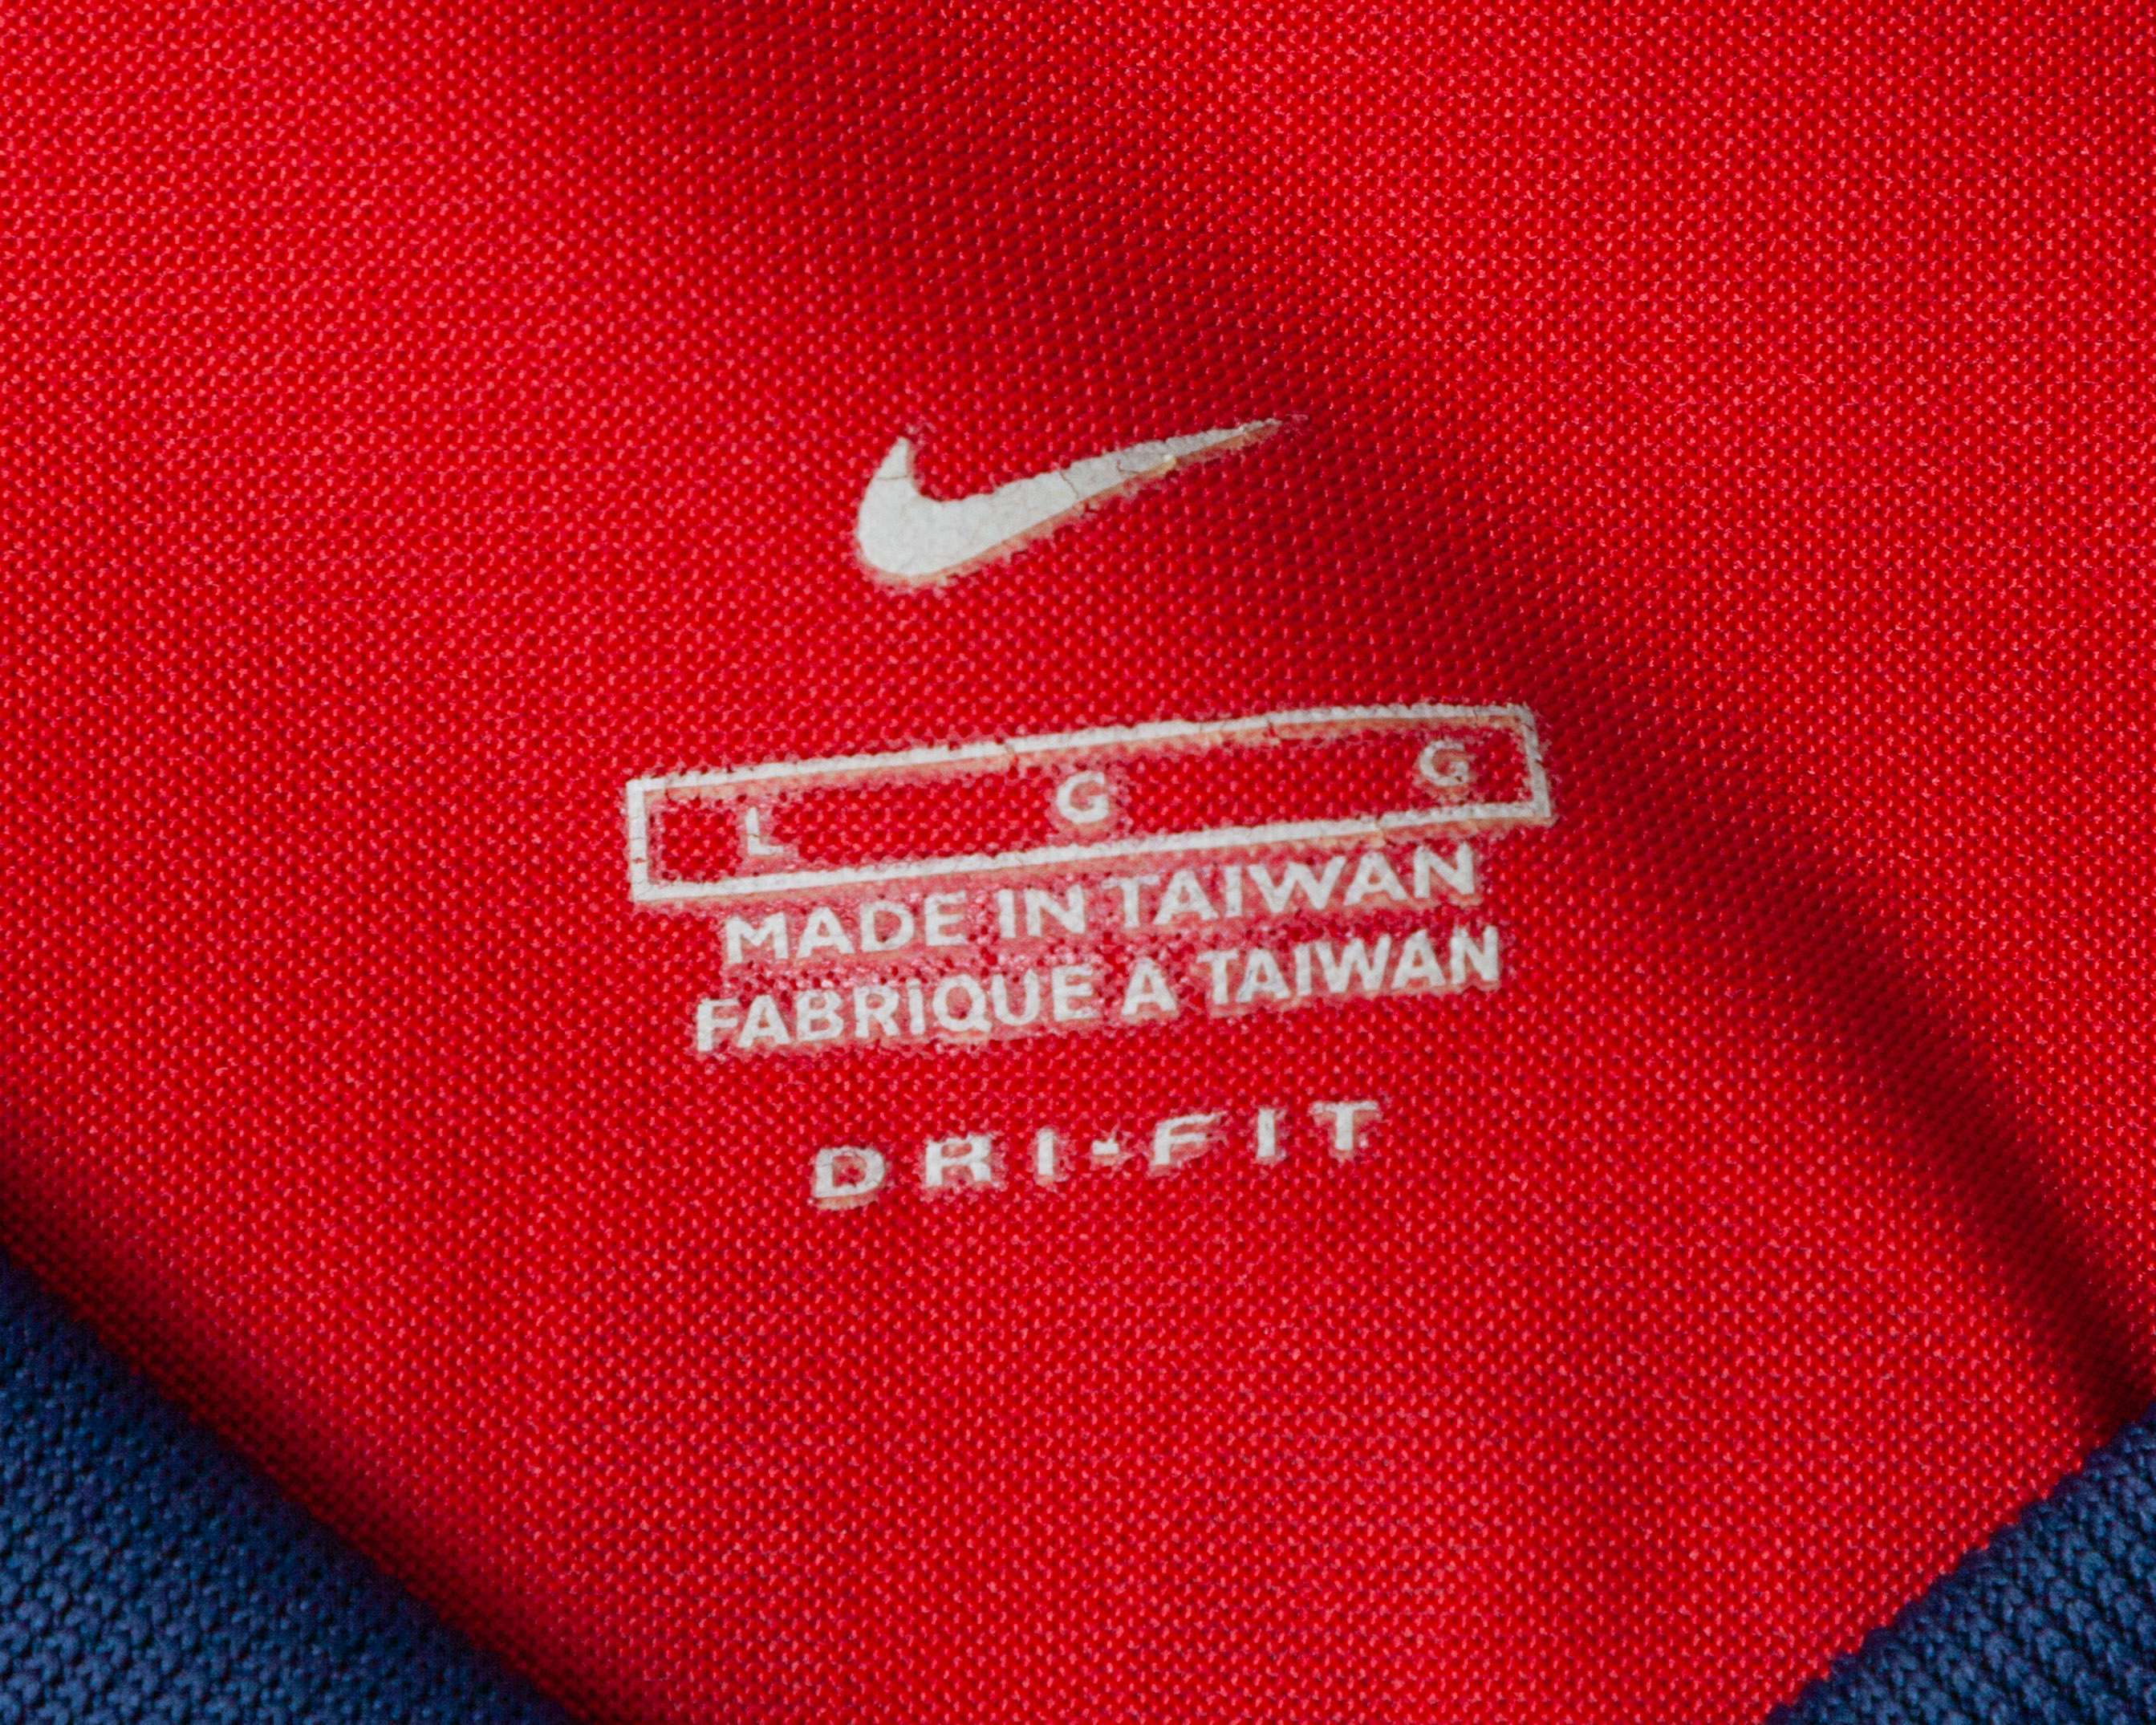 L G G
MADE IN TAIWAN
FABRIQUE A TAIWAN
DRI-FIT